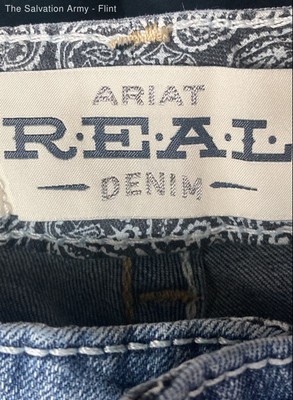 The Salvation Army - Flint
ARIAT
R·E·A·L
DENIM